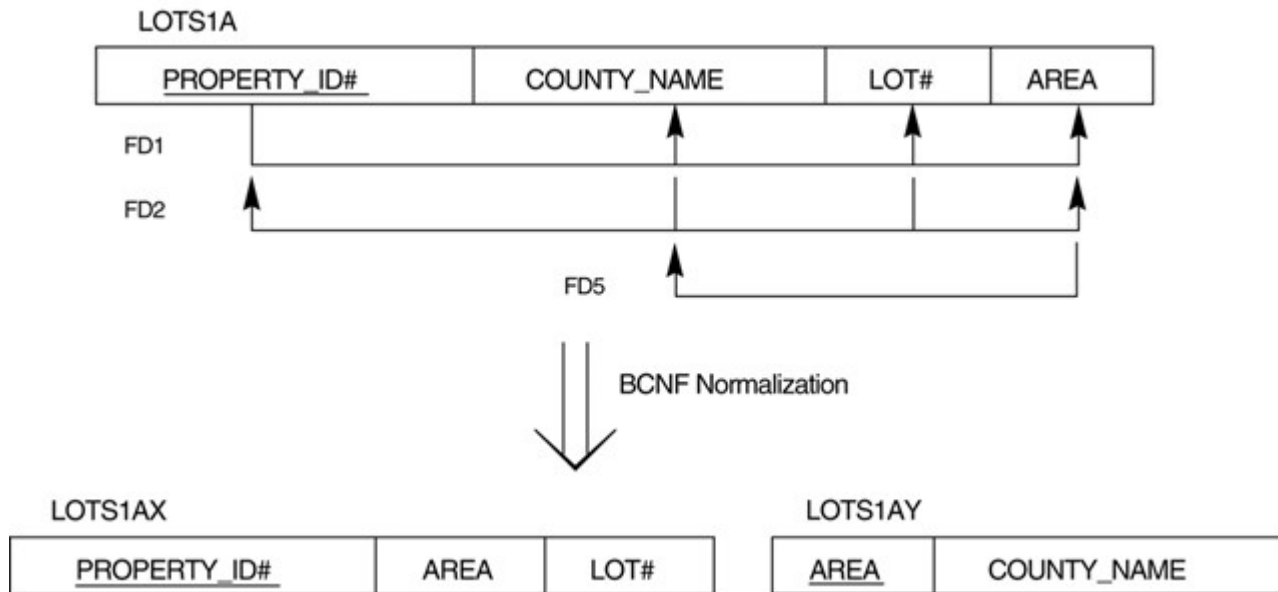 LOTS1A
PROPERTY_ID# COUNTY_NAME LOT# AREA
FD1
FD2
FD5
BCNF Normalization
LOTS1AX LOTS1AY
PROPERTY_ID# AREA LOT# AREA COUNTY_NAME